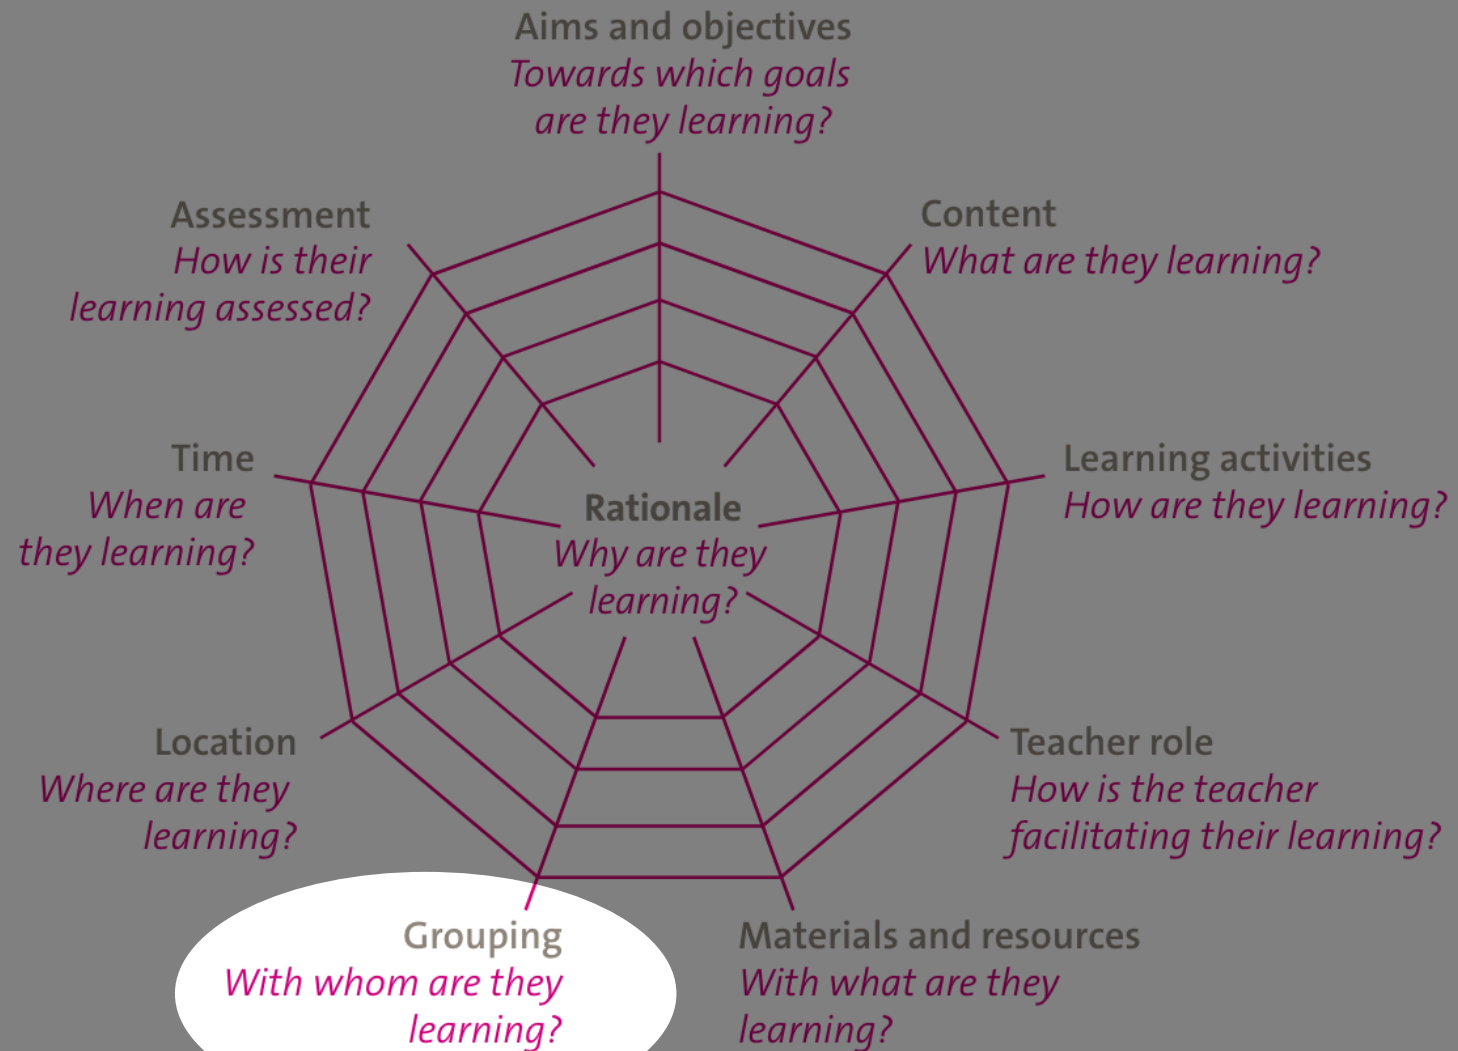 Aims and objectives
Towards which goals
are they learning?
Assessment
How is their
learning assessed?
Content
What are they learning?
Time
When are
they learning?
Rationale
Why are they
learning?
Learning activities
How are they learning?
Location
Where are they
learning?
Teacher role
How is the teacher
facilitating their learning?
Grouping
With whom are they
learning?
Materials and resources
With what are they
learning?